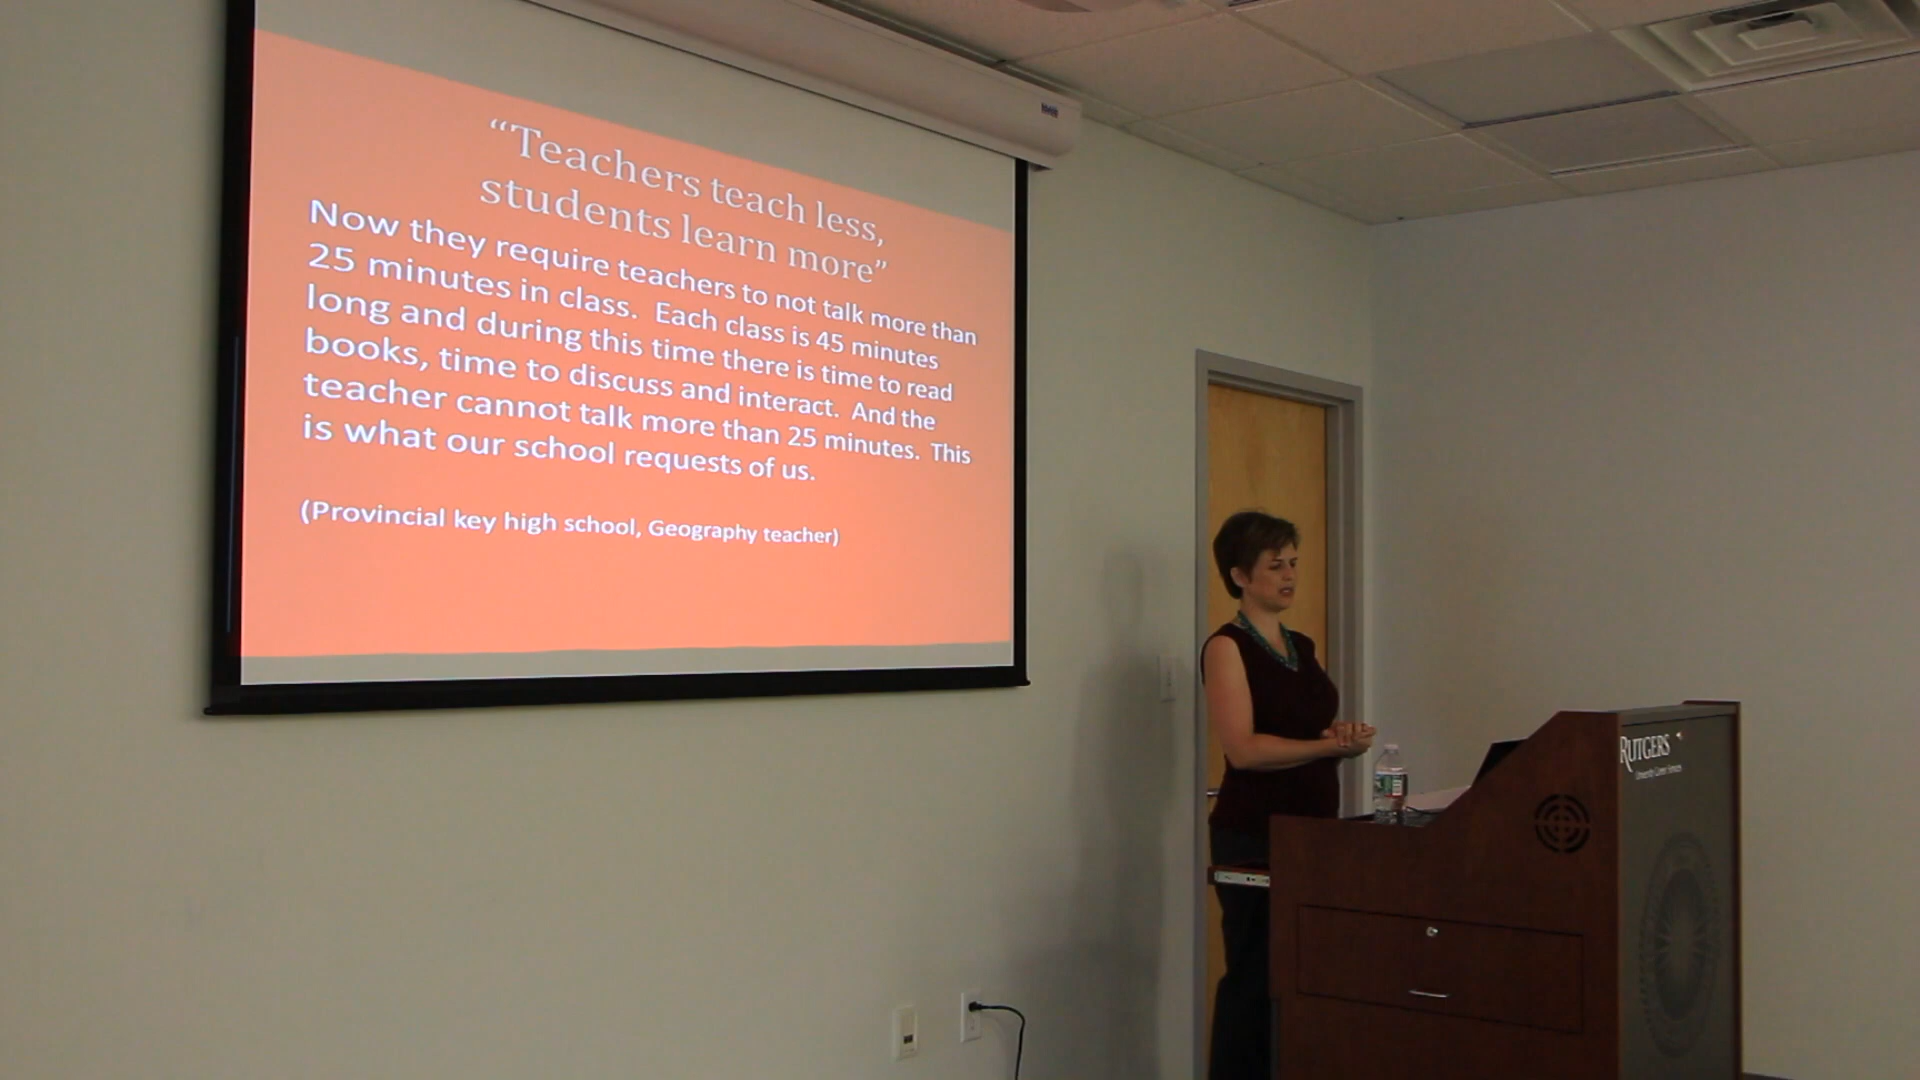 “Teachers teach less,
students learn more”
Now they require teachers to not talk more than
25 minutes in class.  Each class is 45 minutes
long and during this time there is time to read
books, time to discuss and interact.  And the
teacher cannot talk more than 25 minutes.  This
is what our school requests of us.
(Provincial key high school, Geography teacher)
RUTGERS
University Career Services